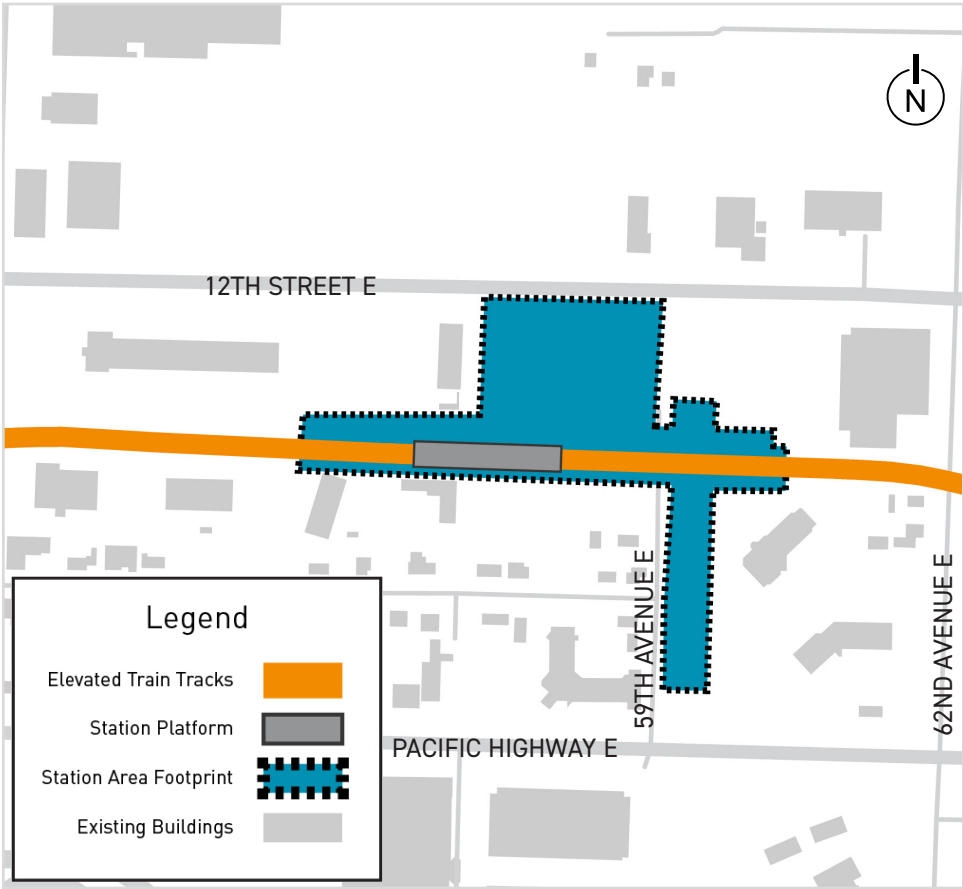 N
12TH STREET E
59TH AVENUE E
62ND AVENUE E
PACIFIC HIGHWAY E
Legend
Elevated Train Tracks
Station Platform
Station Area Footprint
Existing Buildings